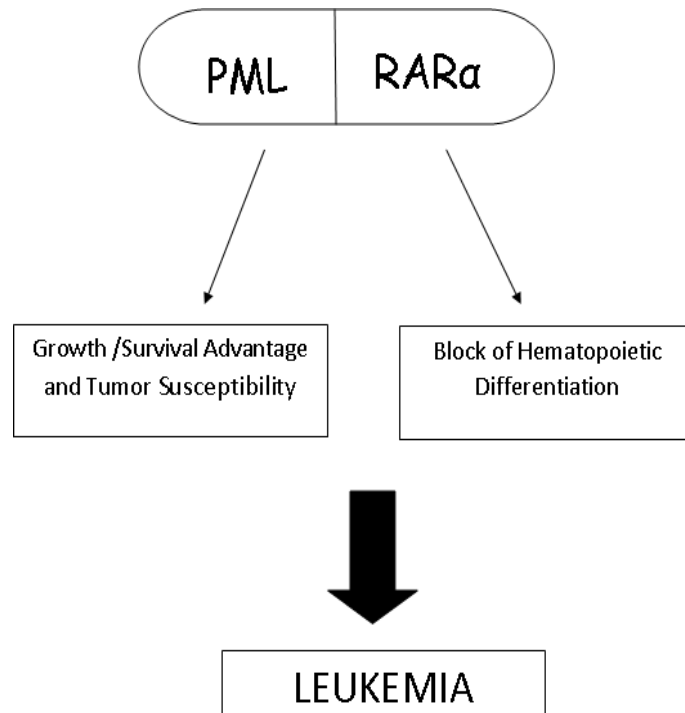 PML
RARα
Growth /Survival Advantage
and Tumor Susceptibility
Block of Hematopoietic
Differentiation
LEUKEMIA